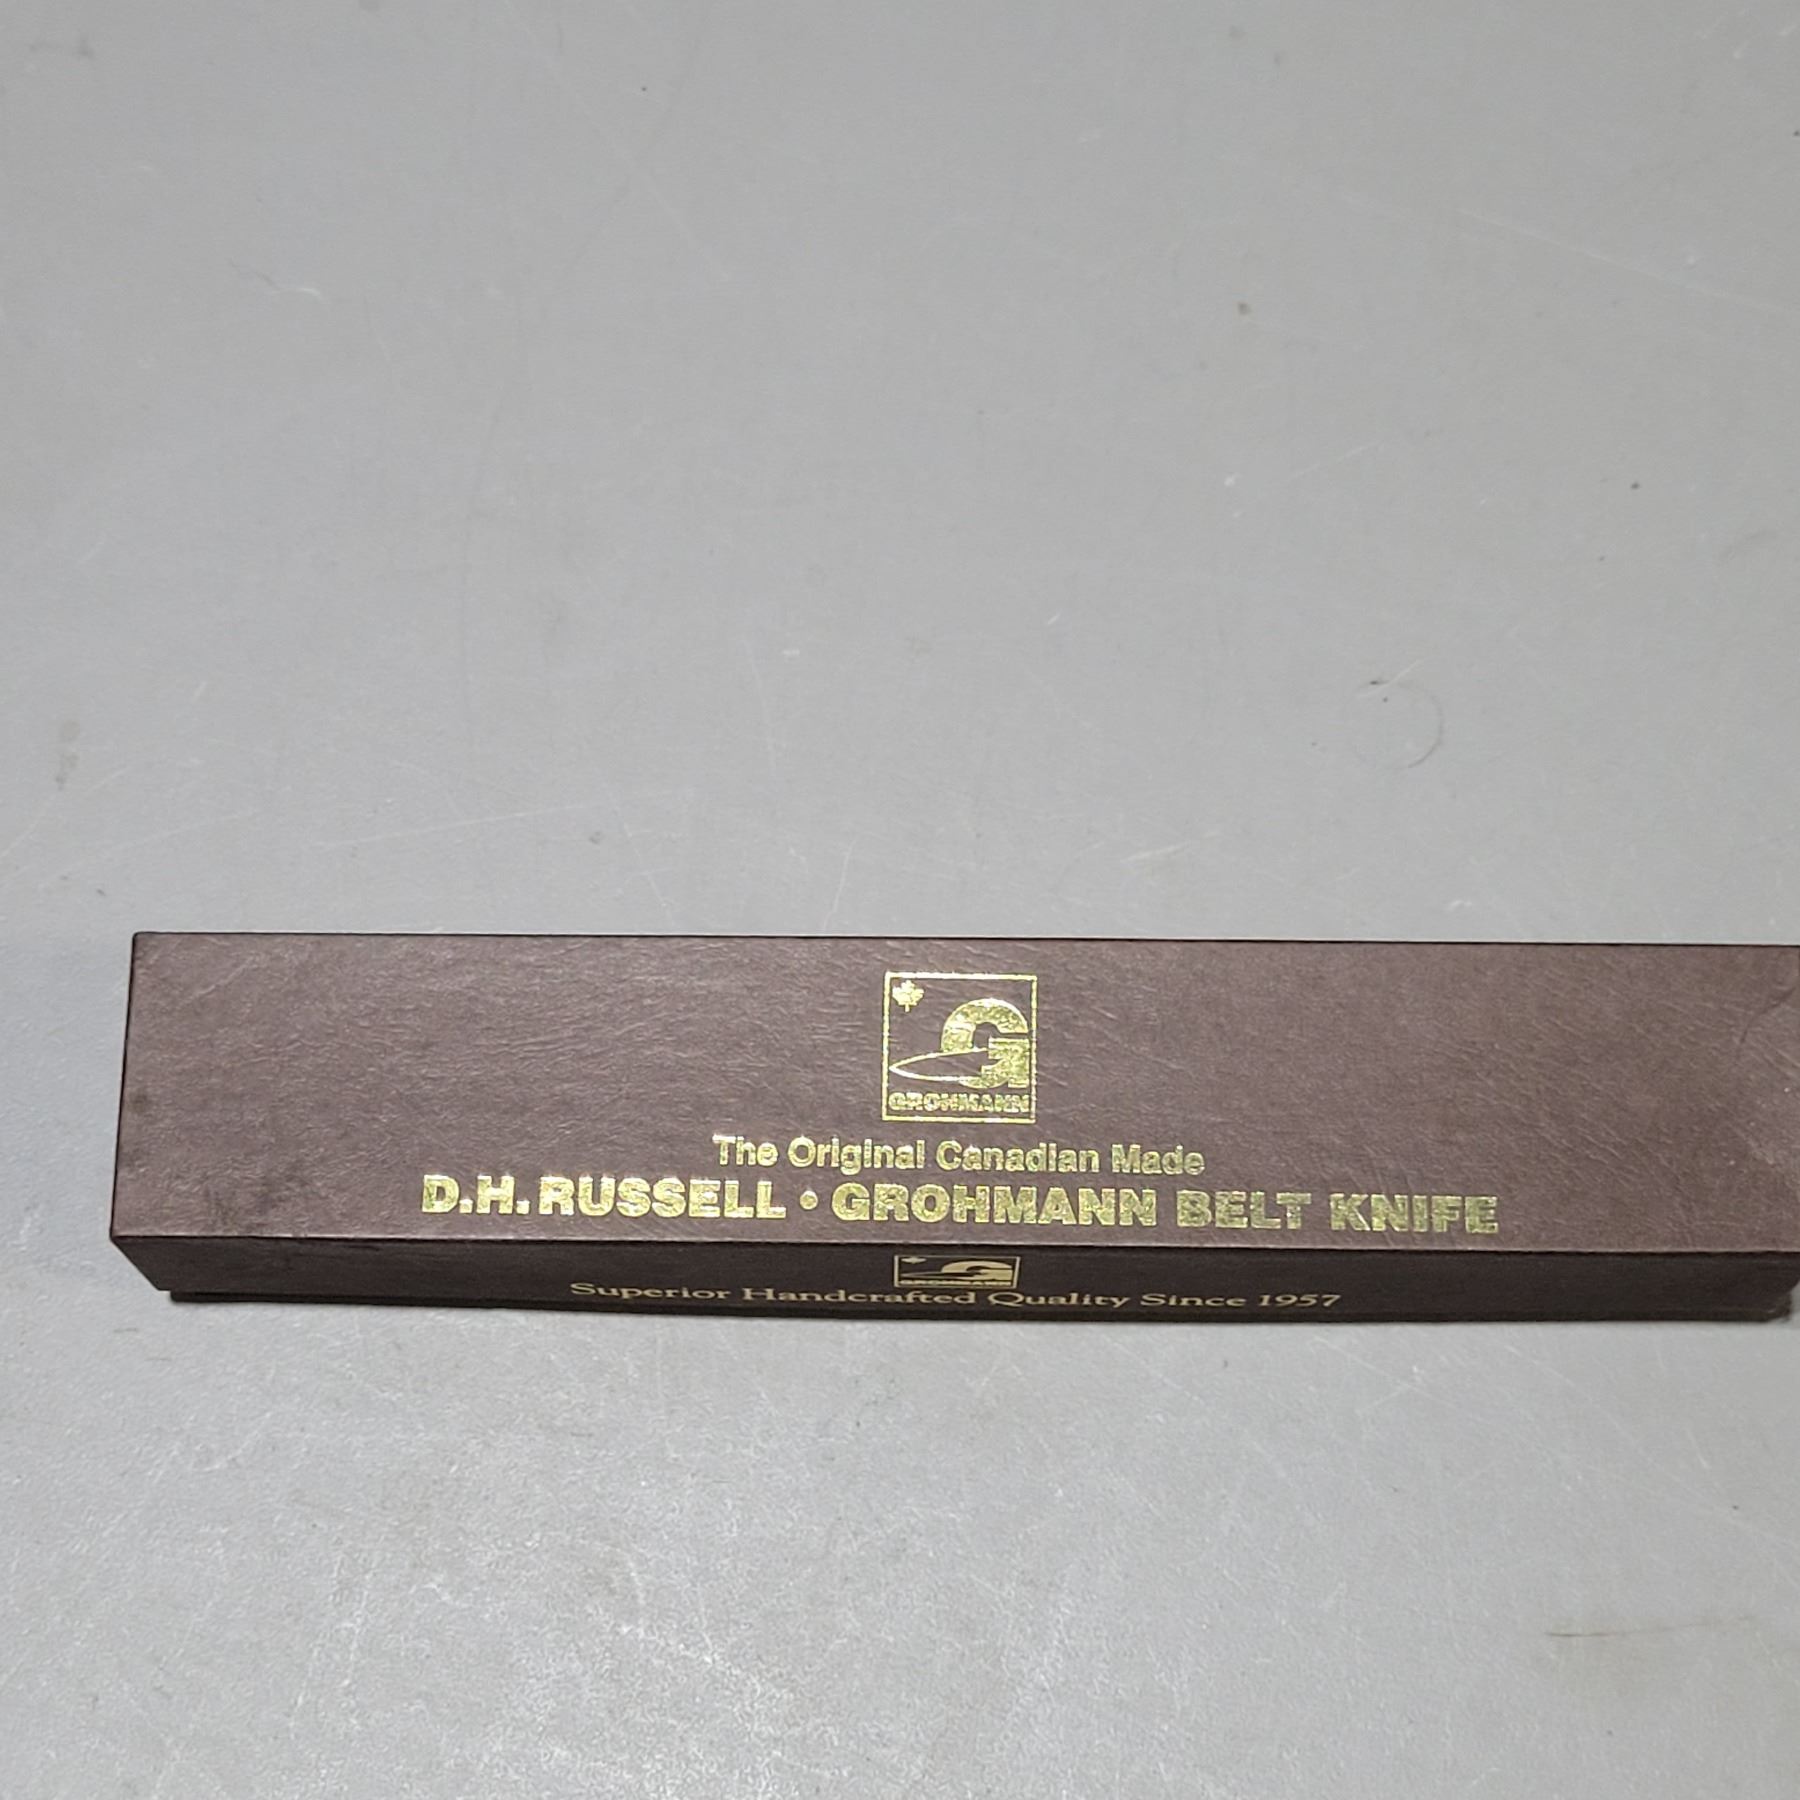 GROHMANN
The Original Canadian Made
D.H. RUSSELL • GROHMANN BELT KNIFE
GROHMANN
Superior Handcrafted Quality Since 1957